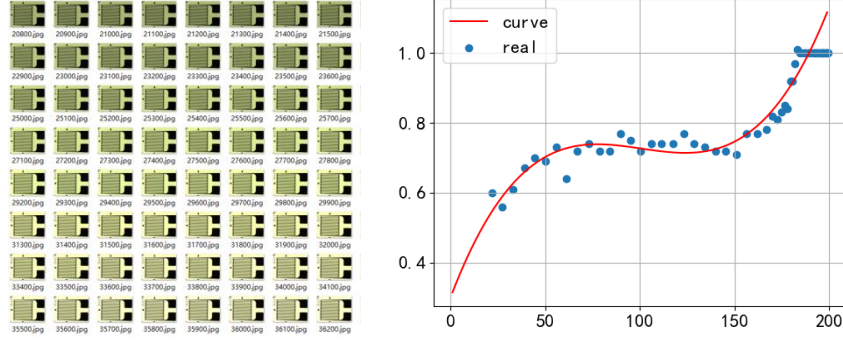 20800.jpg 20900.jpg 21000.jpg 21100.jpg 21200.jpg 21300.jpg 21400.jpg 21500.jpg
22900.jpg 23000.jpg 23100.jpg 23200.jpg 23300.jpg 23400.jpg 23500.jpg 23600.jpg
25000.jpg 25100.jpg 25200.jpg 25300.jpg 25400.jpg 25500.jpg 25600.jpg 25700.jpg
27100.jpg 27200.jpg 27300.jpg 27400.jpg 27500.jpg 27600.jpg 27700.jpg 27800.jpg
29200.jpg 29300.jpg 29400.jpg 29500.jpg 29600.jpg 29700.jpg 29800.jpg 29900.jpg
31300.jpg 31400.jpg 31500.jpg 31600.jpg 31700.jpg 31800.jpg 31900.jpg 32000.jpg
33400.jpg 33500.jpg 33600.jpg 33700.jpg 33800.jpg 33900.jpg 34000.jpg 34100.jpg
35500.jpg 35600.jpg 35700.jpg 35800.jpg 35900.jpg 36000.jpg 36100.jpg 36200.jpg
curve
real
1.0
0.8
0.6
0.4
0 50 100 150 200